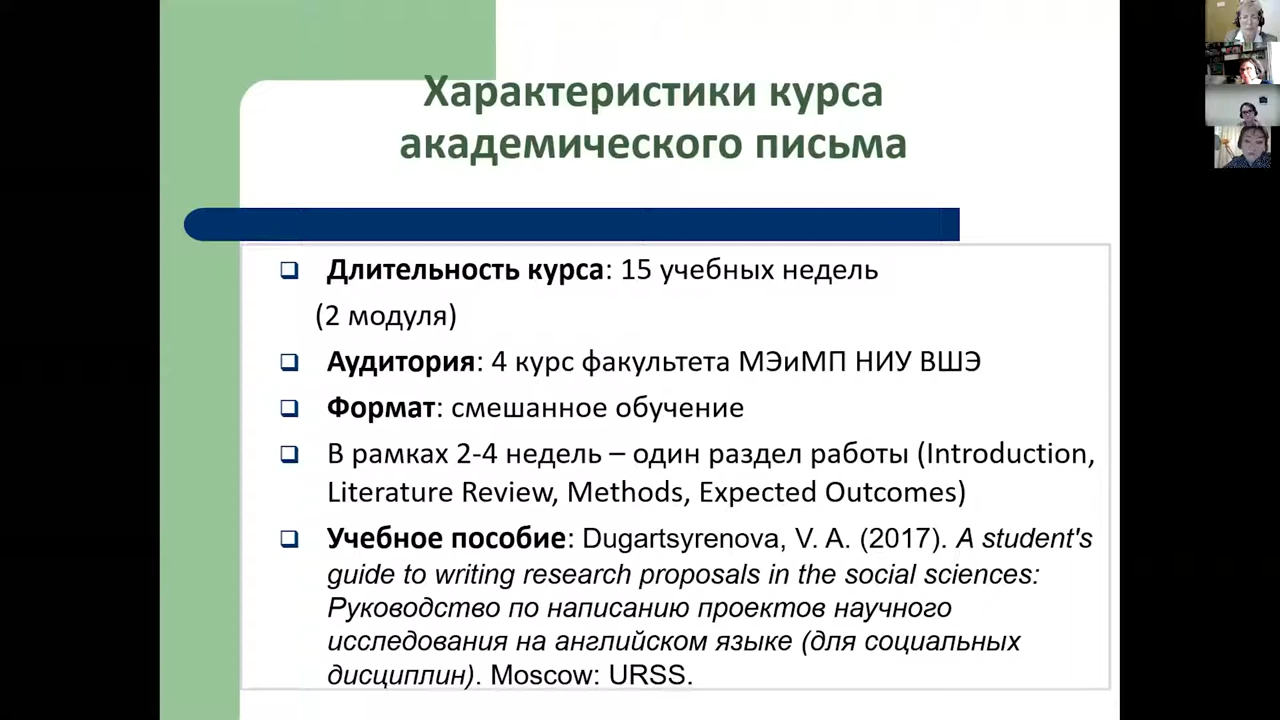 Характеристики курса
академического письма
Длительность курса: 15 учебных недель
(2 модуля)
Аудитория: 4 курс факультета МЭиМП НИУ ВШЭ
Формат: смешанное обучение
В рамках 2-4 недель – один раздел работы (Introduction,
Literature Review, Methods, Expected Outcomes)
Учебное пособие: Dugartsyrenova, V. A. (2017). A student's
guide to writing research proposals in the social sciences:
Руководство по написанию проектов научного
исследования на английском языке (для социальных
дисциплин). Moscow: URSS.